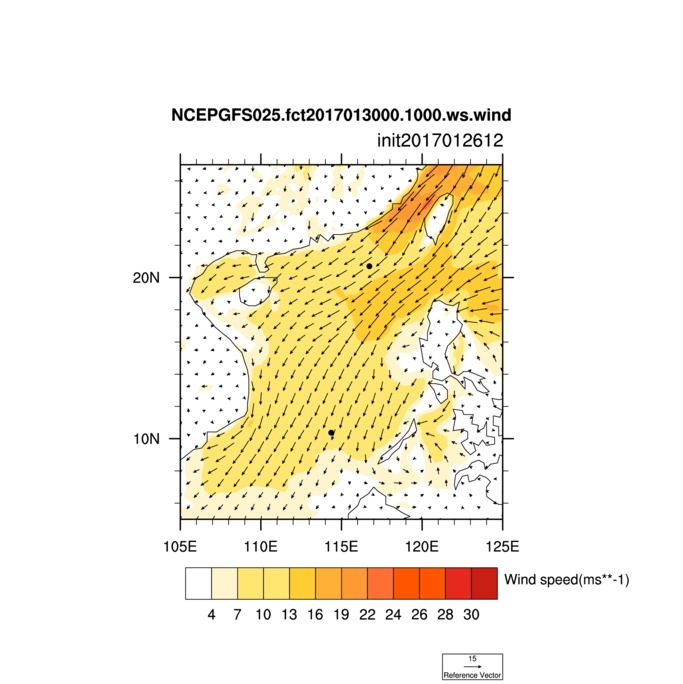 NCEPGFS025.fct2017013000.1000.ws.wind
init2017012612
20N
10N
105E 110E 115E 120E 125E
4 7 10 13 16 19 22 24 26 28 30
Wind speed(ms**-1)
15
Reference Vector